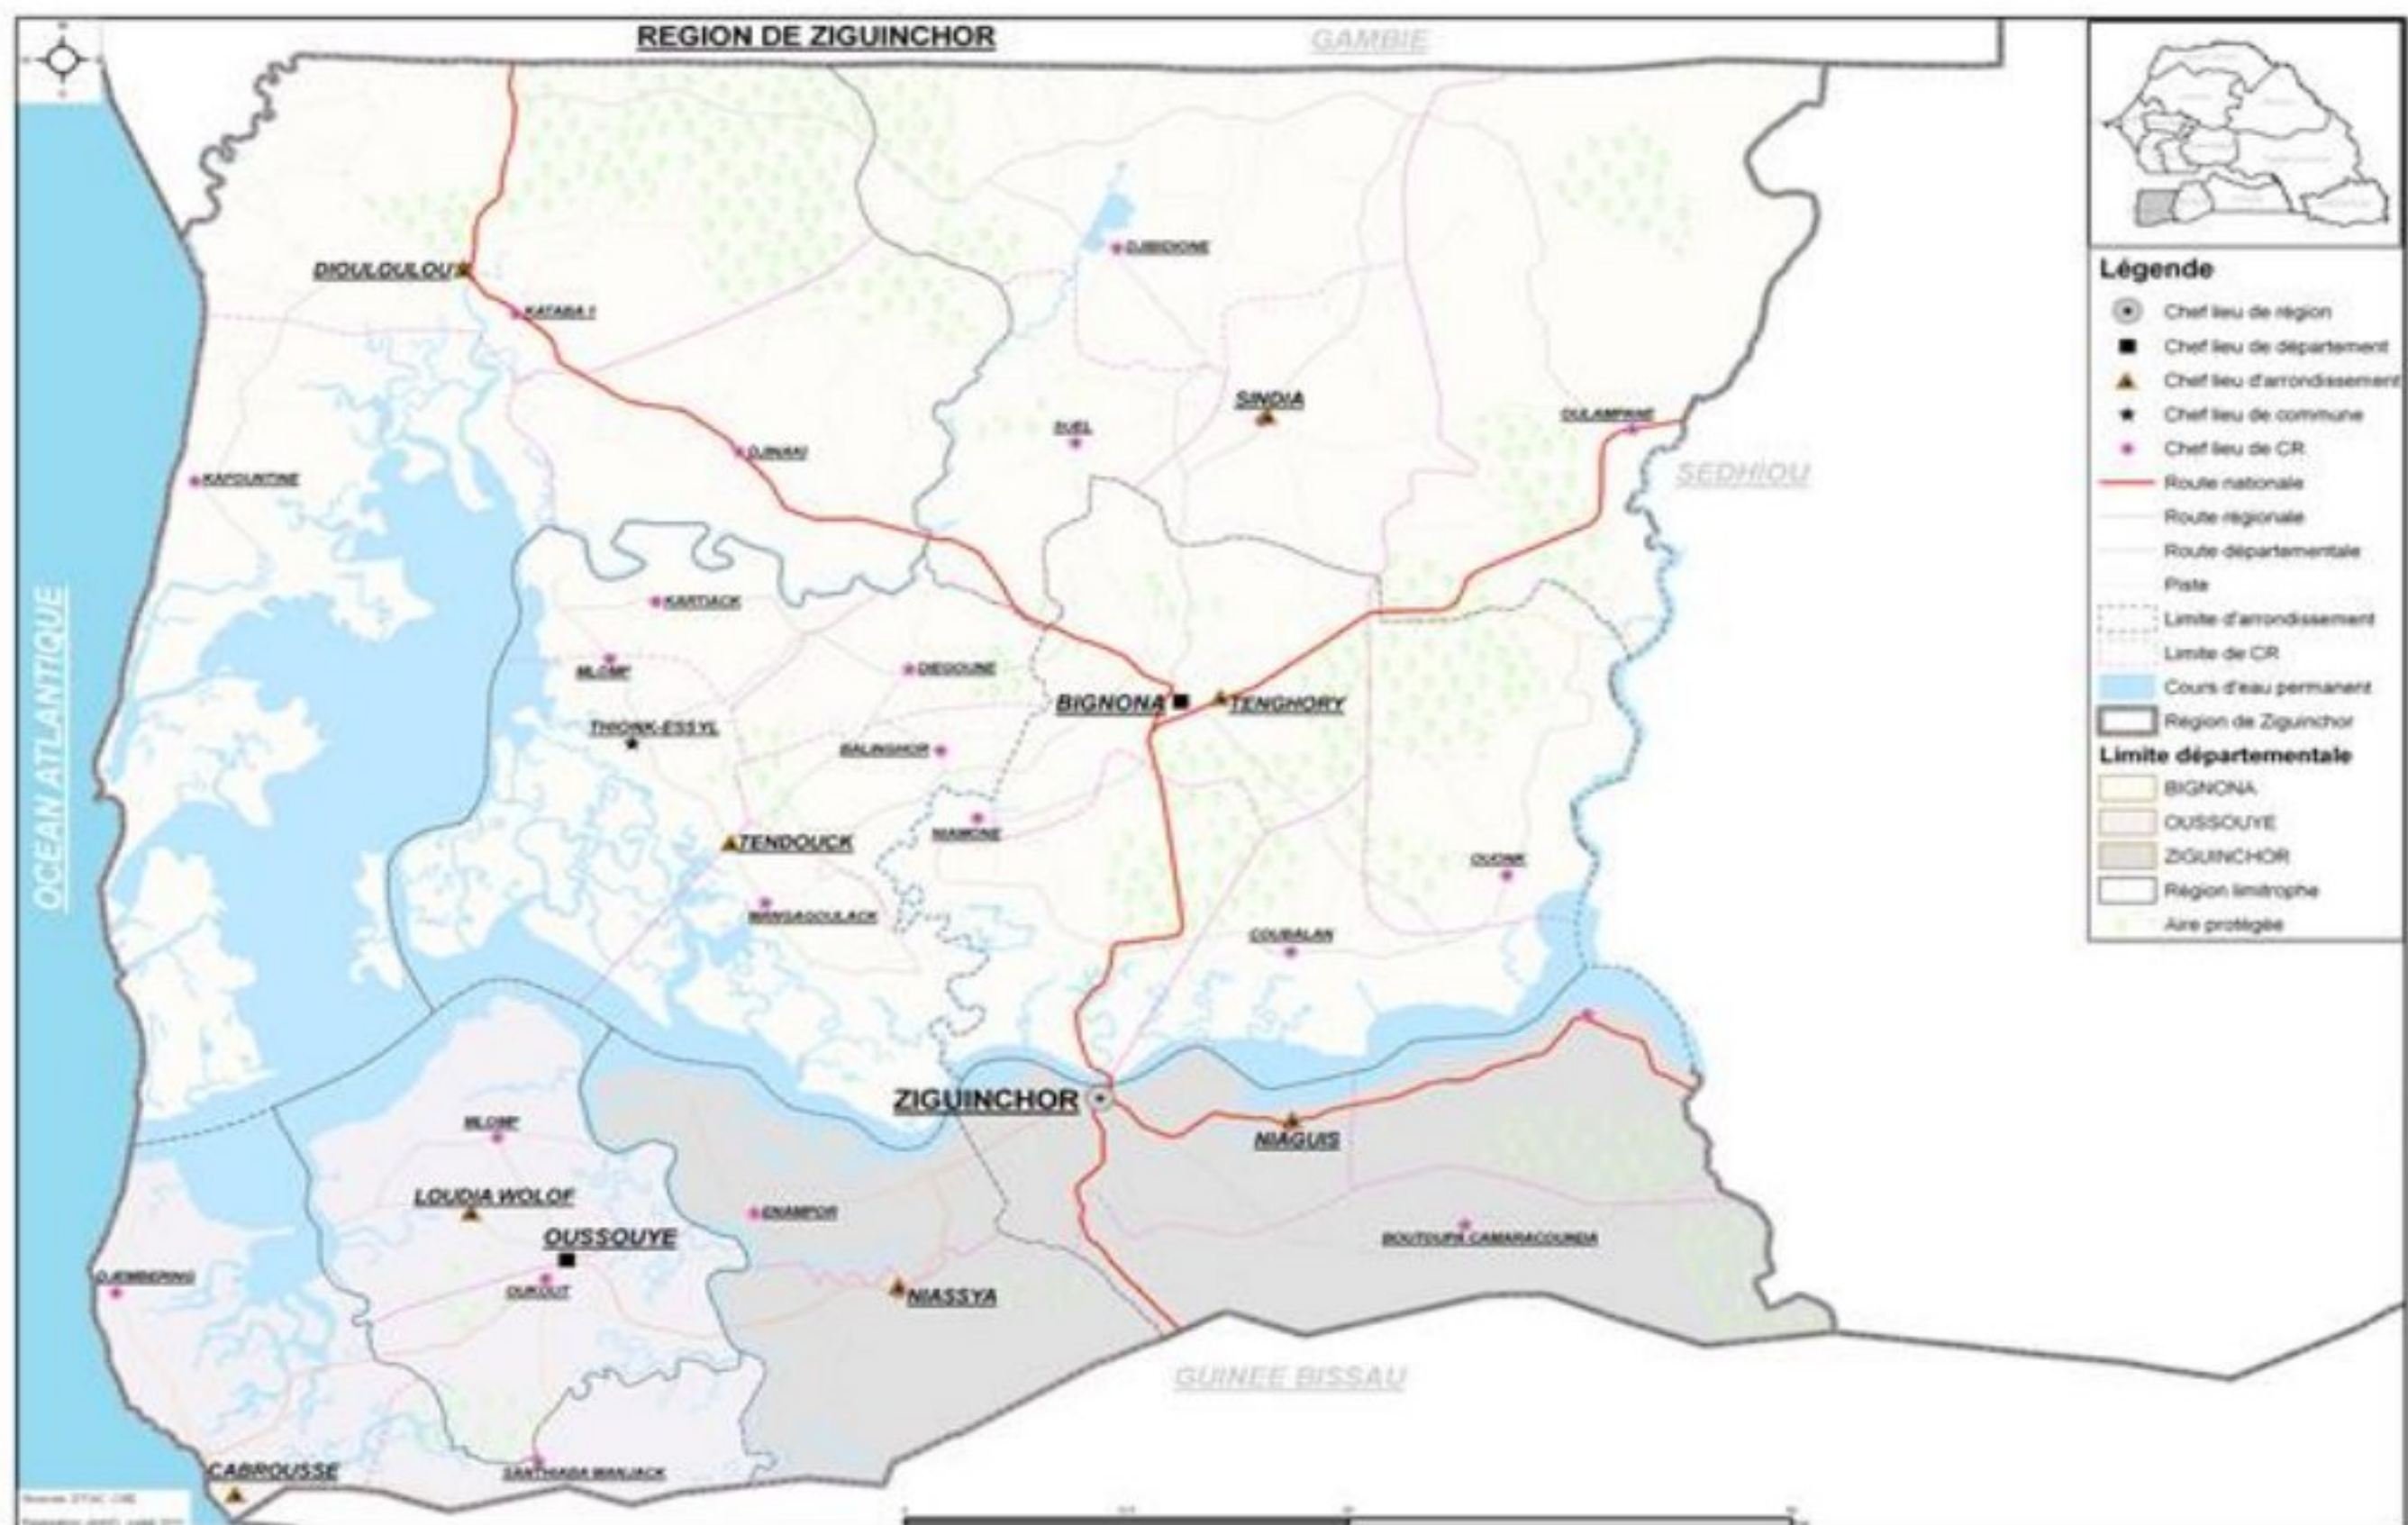 REGION DE ZIGUINCHOR
GAMBIE
DIOULOULOU
KATABA 1
DJIBIDIONE
SINDIA
OULAMPANE
SUEL
DJINAKI
KAFOUNTINE
SEDHIOU
OCEAN ATLANTIQUE
KARTIACK
MLOMP
DIEGOUNE
BIGNONA
TENGHORY
THIONK-ESSYL
BALINGHOR
NIAMONE
TENDOUCK
OUONK
MANGAGOULACK
COUBALAN
ZIGUINCHOR
MLOMP
NIAGUIS
LOUDIA WOLOF
ENAMPOR
OUSSOUYE
BOUTOUPA CAMARACOUNDA
DJEMBERING
OUKOUT
NIASSYA
GUINEE BISSAU
CABROUSSE
SANTHIABA MANJACK
Légende
Chef lieu de région
Chef lieu de département
Chef lieu d'arrondissement
Chef lieu de commune
Chef lieu de CR
Route nationale
Route régionale
Route départementale
Piste
Limite d'arrondissement
Limite de CR
Cours d'eau permanent
Région de Ziguinchor
Limite départementale
BIGNONA
OUSSOUYE
ZIGUINCHOR
Région limitrophe
Aire protégée